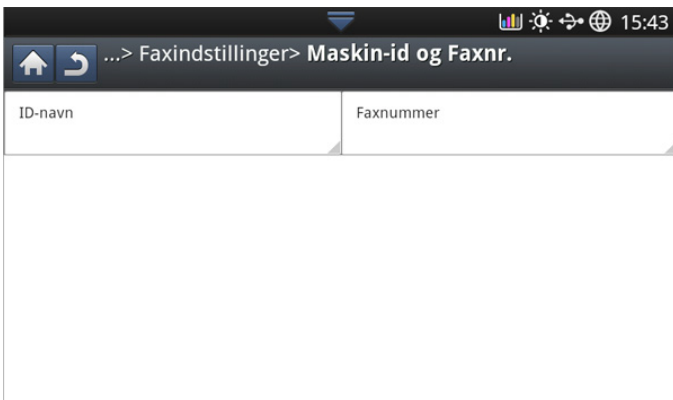 15:43
...> Faxindstillinger> Maskin-id og Faxnr.
ID-navn
Faxnummer